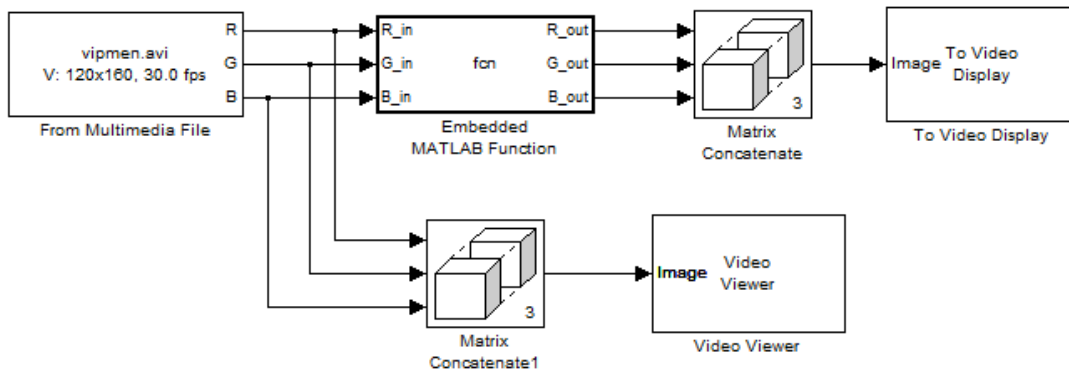 vipmen.avi
V: 120x160, 30.0 fps
R
G
B
From Multimedia File
R_in
G_in
B_in
fcn
R_out
G_out
B_out
Embedded
MATLAB Function
3
Matrix
Concatenate
Image
To Video
Display
To Video Display
3
Matrix
Concatenate1
Image
Video
Viewer
Video Viewer